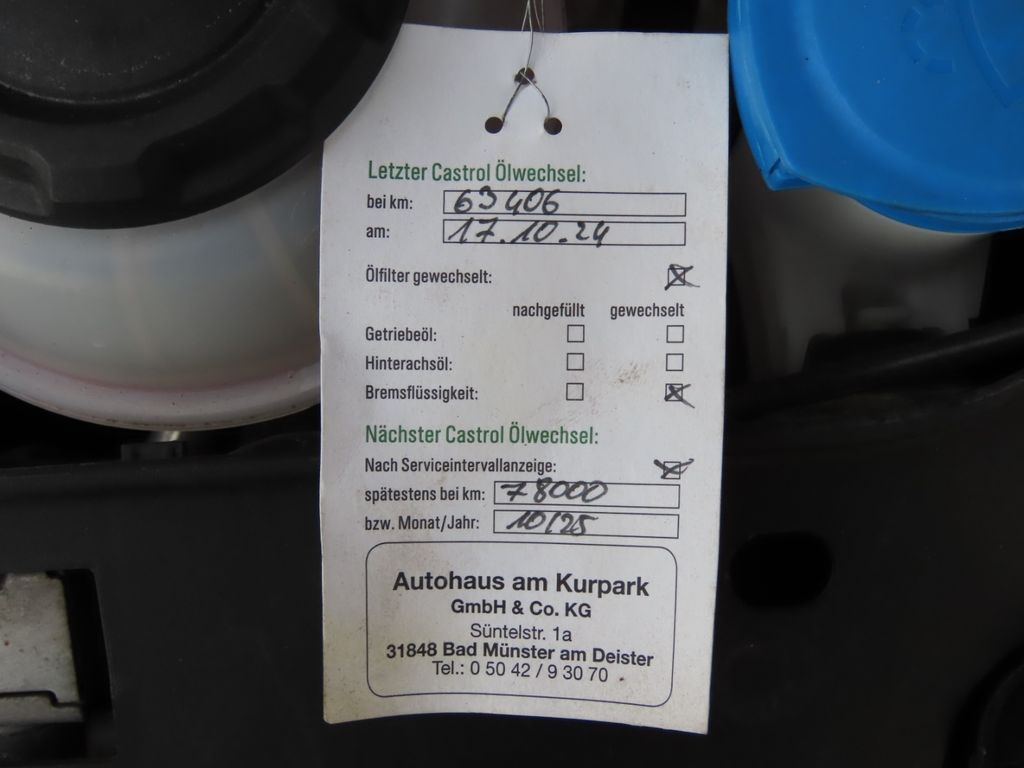 Letzter Castrol Ölwechsel:
bei km: 63406
am: 17.10.24
Ölfilter gewechselt:
nachgefüllt gewechselt
Getriebeöl:
Hinterachsöl:
Bremsflüssigkeit:
Nächster Castrol Ölwechsel:
Nach Serviceintervallanzeige:
spätestens bei km: 78000
bzw. Monat/Jahr: 10/25
Autohaus am Kurpark
GmbH & Co. KG
Süntelstr. 1a
31848 Bad Münster am Deister
Tel.: 0 50 42 / 9 30 70